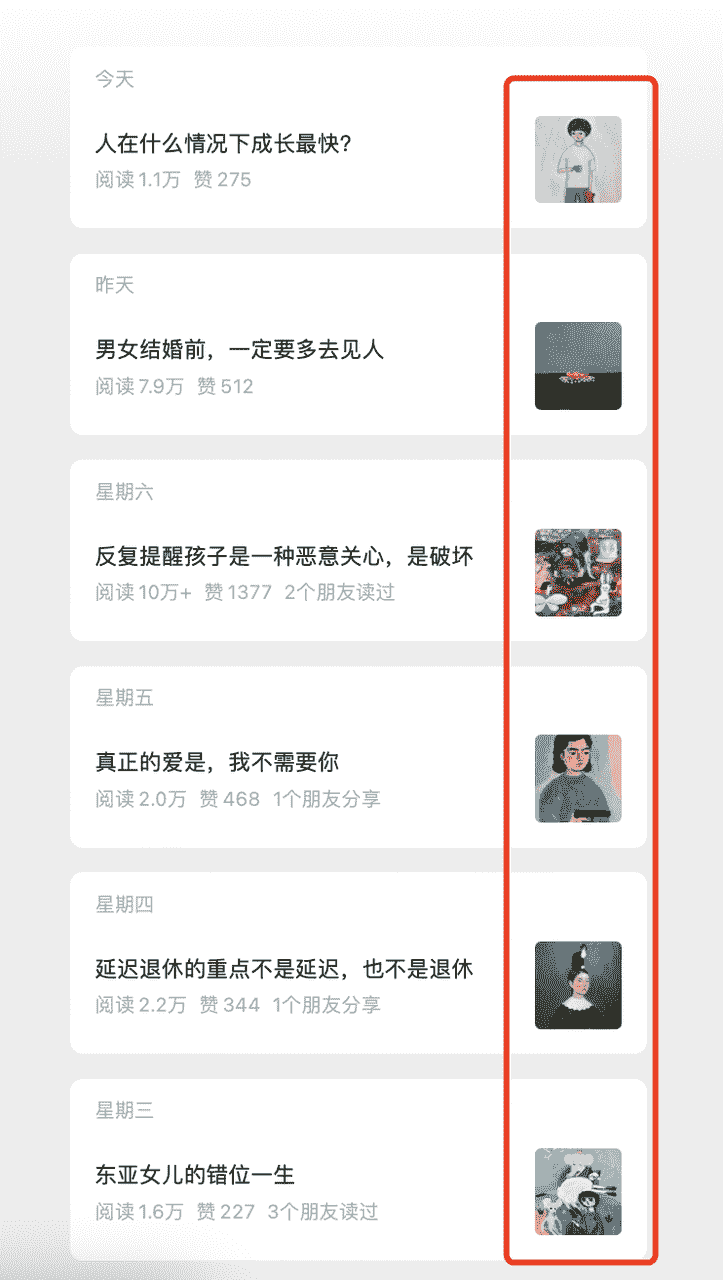 今天
人在什么情况下成长最快?
阅读 1.1万 赞 275
昨天
男女结婚前，一定要多去见人
阅读 7.9万 赞 512
星期六
反复提醒孩子是一种恶意关心，是破坏
阅读 10万+ 赞 1377 2个朋友读过
星期五
真正的爱是，我不需要你
阅读 2.0万 赞 468 1个朋友分享
星期四
延迟退休的重点不是延迟，也不是退休
阅读 2.2万 赞 344 1个朋友分享
星期三
东亚女儿的错位一生
阅读 1.6万 赞 227 3个朋友读过